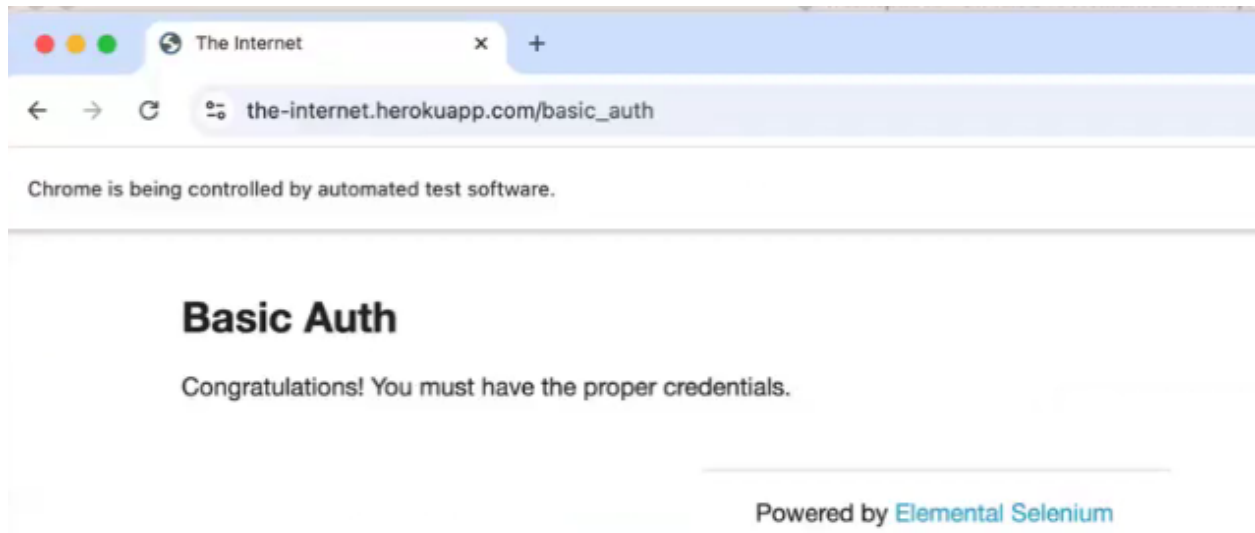 The Internet
the-internet.herokuapp.com/basic_auth
Chrome is being controlled by automated test software.
Basic Auth
Congratulations! You must have the proper credentials.
Powered by Elemental Selenium